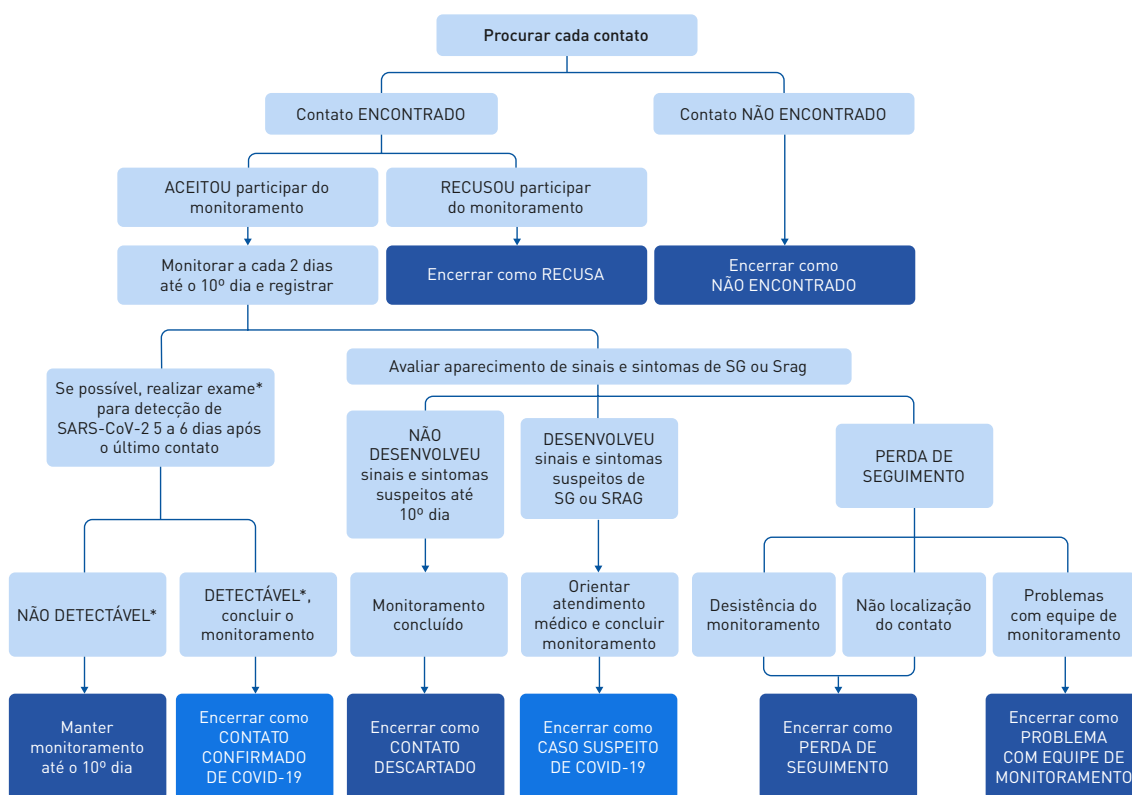 Procurar cada contato
Contato ENCONTRADO
Contato NÃO ENCONTRADO
ACEITOU participar do
monitoramento
RECUSOU participar
do monitoramento
Monitorar a cada 2 dias
até o 10º dia e registrar
Encerrar como RECUSA
Encerrar como
NÃO ENCONTRADO
Se possível, realizar exame*
para detecção de
SARS-CoV-2 5 a 6 dias após
o último contato
Avaliar aparecimento de sinais e sintomas de SG ou Srag
NÃO
DESENVOLVEU
sinais e sintomas
suspeitos até
10º dia
DESENVOLVEU
sinais e sintomas
suspeitos de
SG ou SRAG
PERDA DE
SEGUIMENTO
NÃO DETECTÁVEL*
DETECTÁVEL*,
concluir o
monitoramento
Monitoramento
concluído
Orientar
atendimento
médico e concluir
monitoramento
Desistência do
monitoramento
Não localização
do contato
Problemas
com equipe de
monitoramento
Manter
monitoramento
até o 10º dia
Encerrar como
CONTATO
CONFIRMADO
DE COVID-19
Encerrar como
CONTATO
DESCARTADO
Encerrar como
CASO SUSPEITO
DE COVID-19
Encerrar como
PERDA DE
SEGUIMENTO
Encerrar como
PROBLEMA
COM EQUIPE DE
MONITORAMENTO